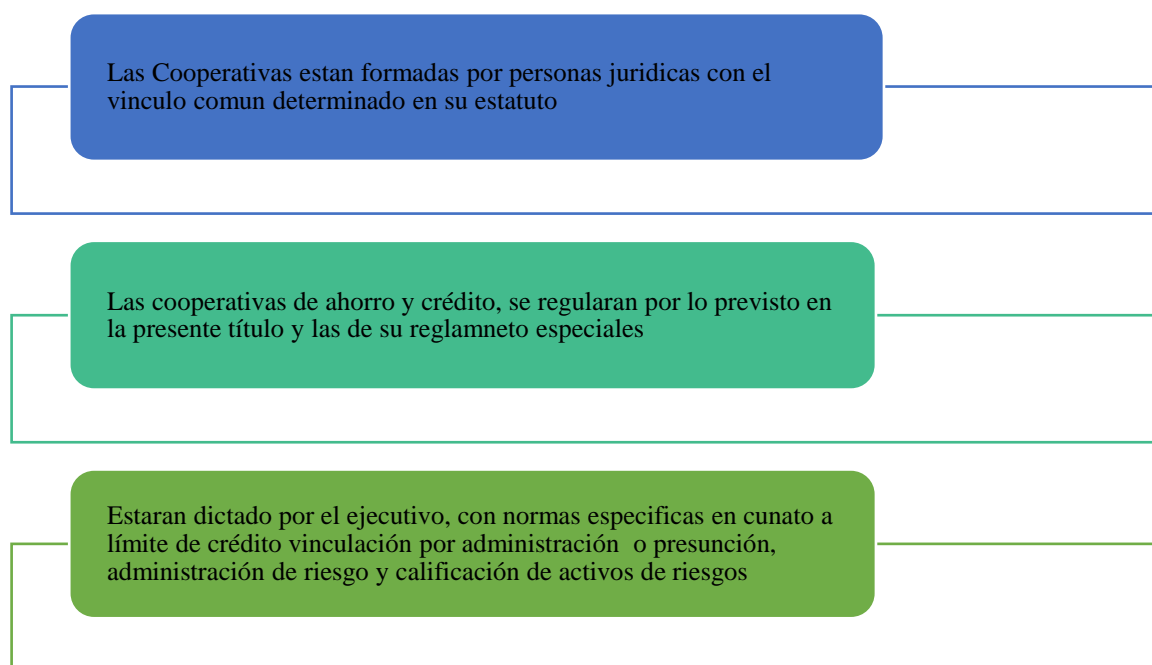 Las Cooperativas estan formadas por personas juridicas con el
vinculo comun determinado en su estatuto
Las cooperativas de ahorro y crédito, se regularan por lo previsto en
la presente título y las de su reglamneto especiales
Estaran dictado por el ejecutivo, con normas especificas en cunato a
límite de crédito vinculación por administración  o presunción,
administración de riesgo y calificación de activos de riesgos